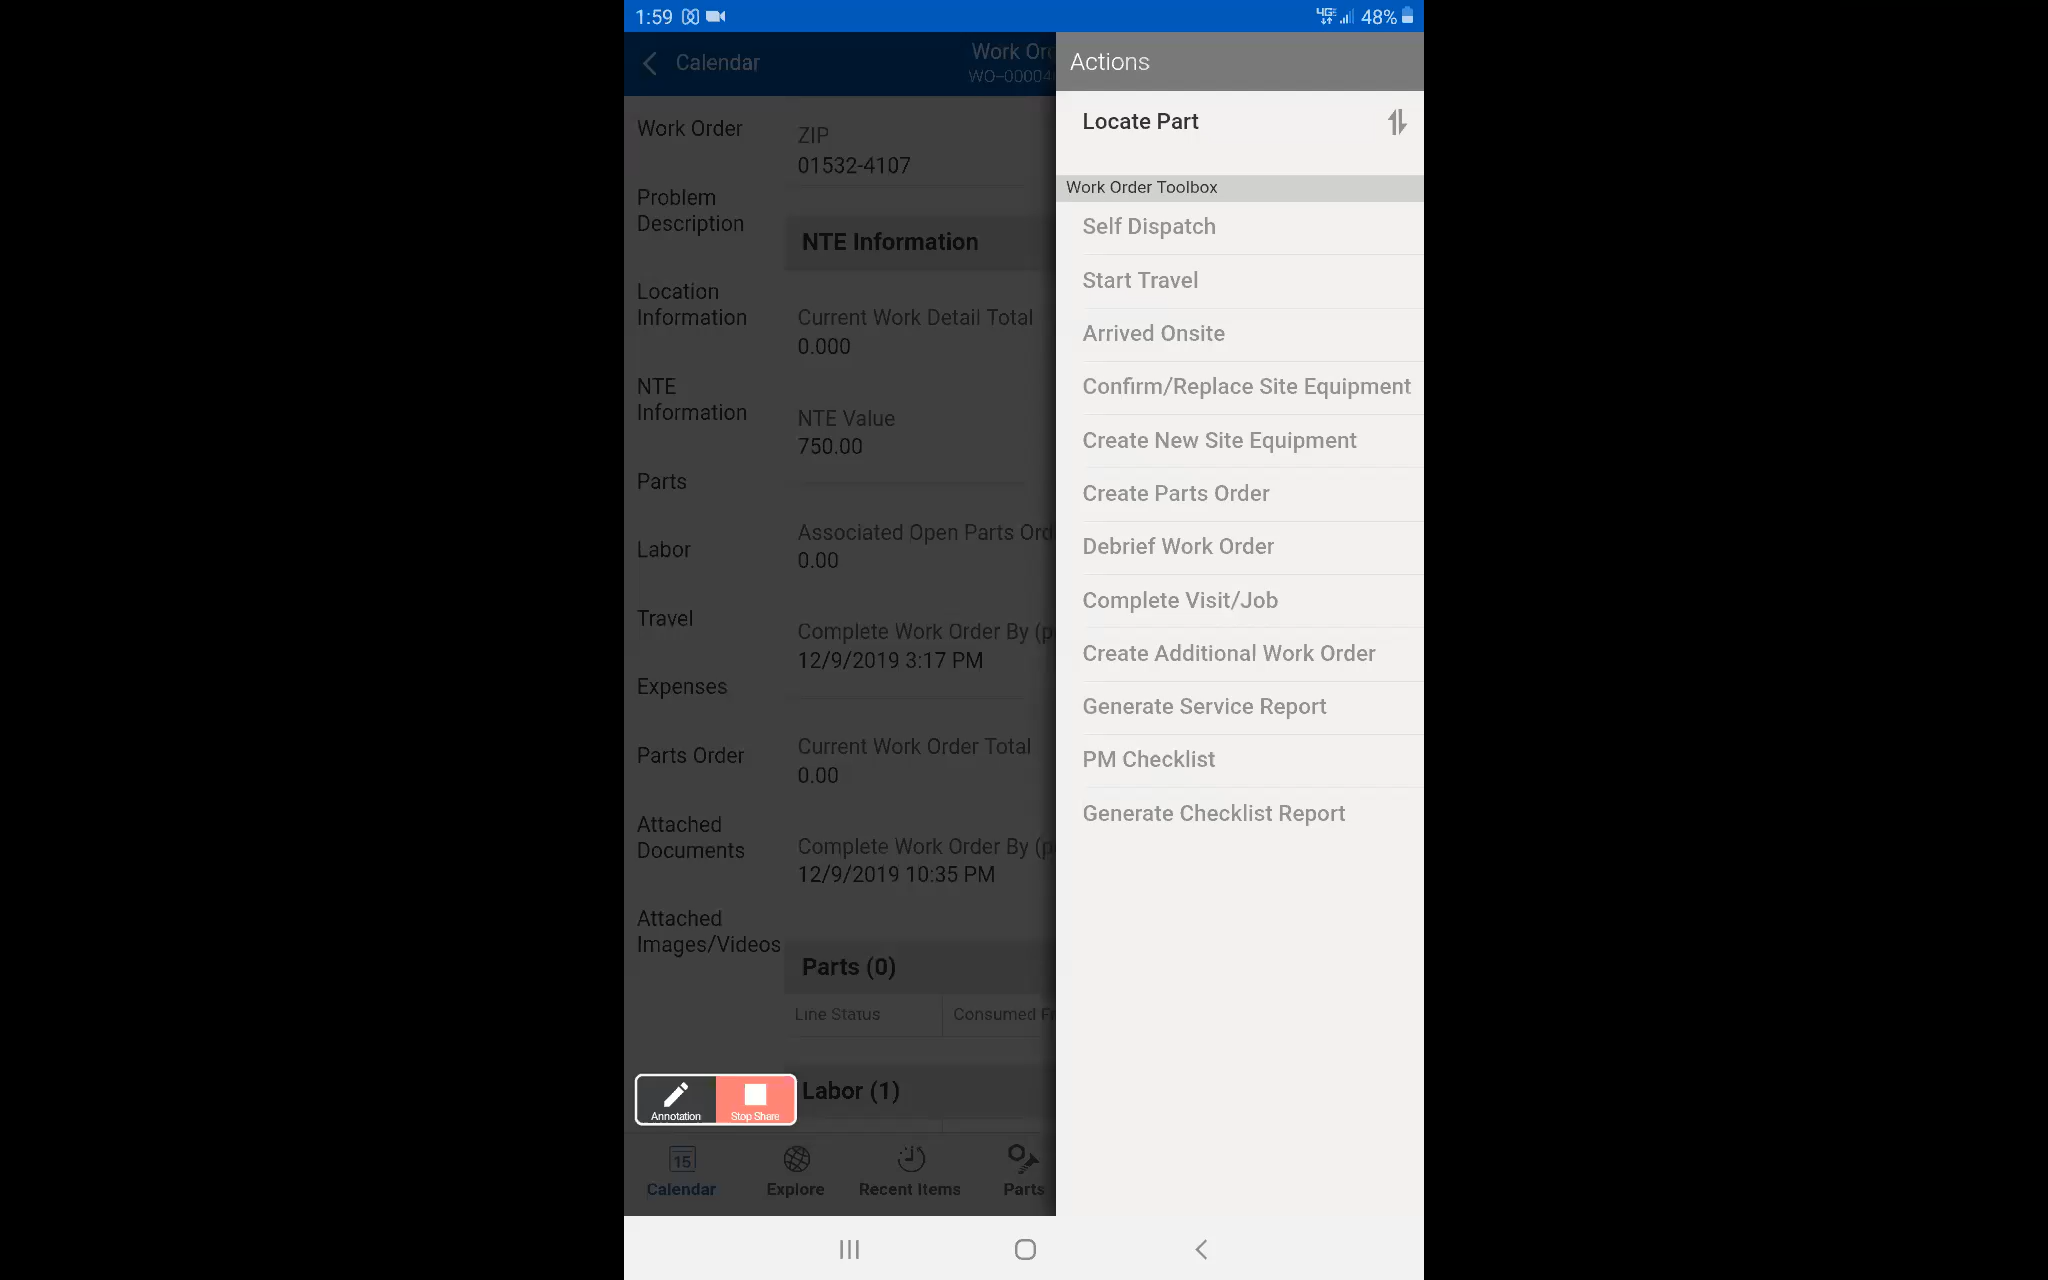 1:59
4G 48%
Calendar
Work Or
WO-00004
Actions
Work Order
Problem
Description
Location
Information
NTE
Information
Parts
Labor
Travel
Expenses
Parts Order
Attached
Documents
Attached
Images/Videos
ZIP
01532-4107
NTE Information
Current Work Detail Total
0.000
NTE Value
750.00
Associated Open Parts Ord
0.00
Complete Work Order By (p
12/9/2019 3:17 PM
Current Work Order Total
0.00
Complete Work Order By (p
12/9/2019 10:35 PM
Parts (0)
Line Status
Consumed F
Labor (1)
Annotation
Stop Share
15
Calendar
Explore
Recent Items
Parts
Locate Part
Work Order Toolbox
Self Dispatch
Start Travel
Arrived Onsite
Confirm/Replace Site Equipment
Create New Site Equipment
Create Parts Order
Debrief Work Order
Complete Visit/Job
Create Additional Work Order
Generate Service Report
PM Checklist
Generate Checklist Report